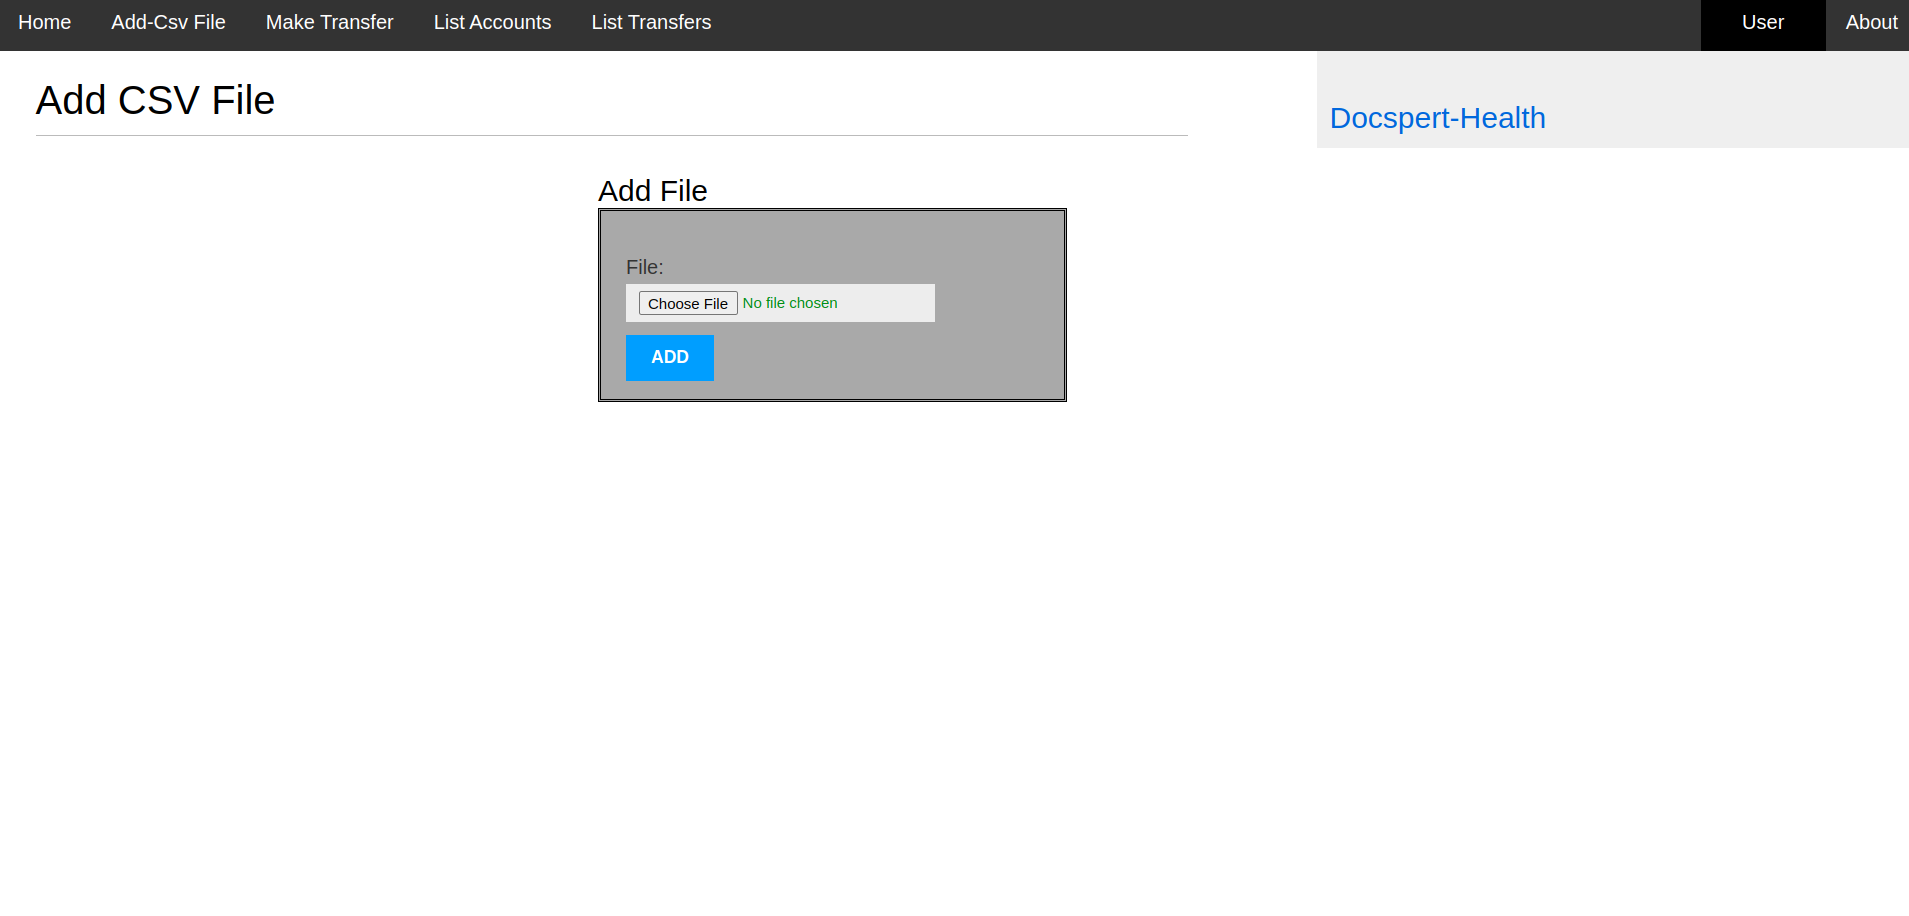 Home Add-Csv File Make Transfer List Accounts List Transfers User About
Add CSV File
Docspert-Health
Add File
File:
Choose File No file chosen
ADD